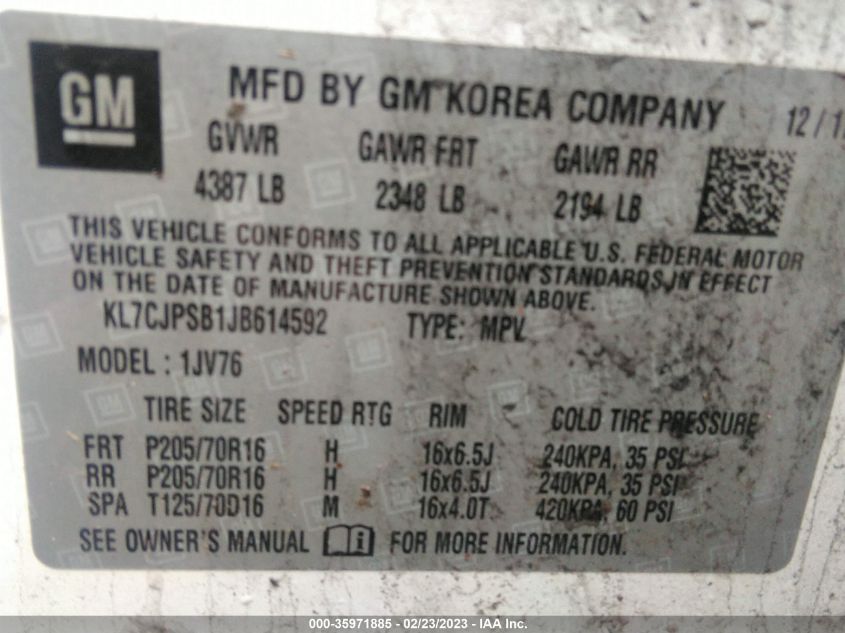 GM
MFD BY GM KOREA COMPANY
12/1
GVWR GAWR FRT GAWR RR
4387 LB 2348 LB 2194 LB
THIS VEHICLE CONFORMS TO ALL APPLICABLE U.S. FEDERAL MOTOR
VEHICLE SAFETY AND THEFT PREVENTION STANDARDS IN EFFECT
ON THE DATE OF MANUFACTURE SHOWN ABOVE.
KL7CJPSB1JB614592 TYPE: MPV
MODEL : 1JV76
TIRE SIZE SPEED RTG RIM COLD TIRE PRESSURE
FRT P205/70R16 H 16x6.5J 240KPA, 35 PSI
RR P205/70R16 H 16x6.5J 240KPA, 35 PSI
SPA T125/70D16 M 16x4.0T 420KPA, 60 PSI
SEE OWNER'S MANUAL i FOR MORE INFORMATION.
000-35971885 - 02/23/2023 - IAA Inc.